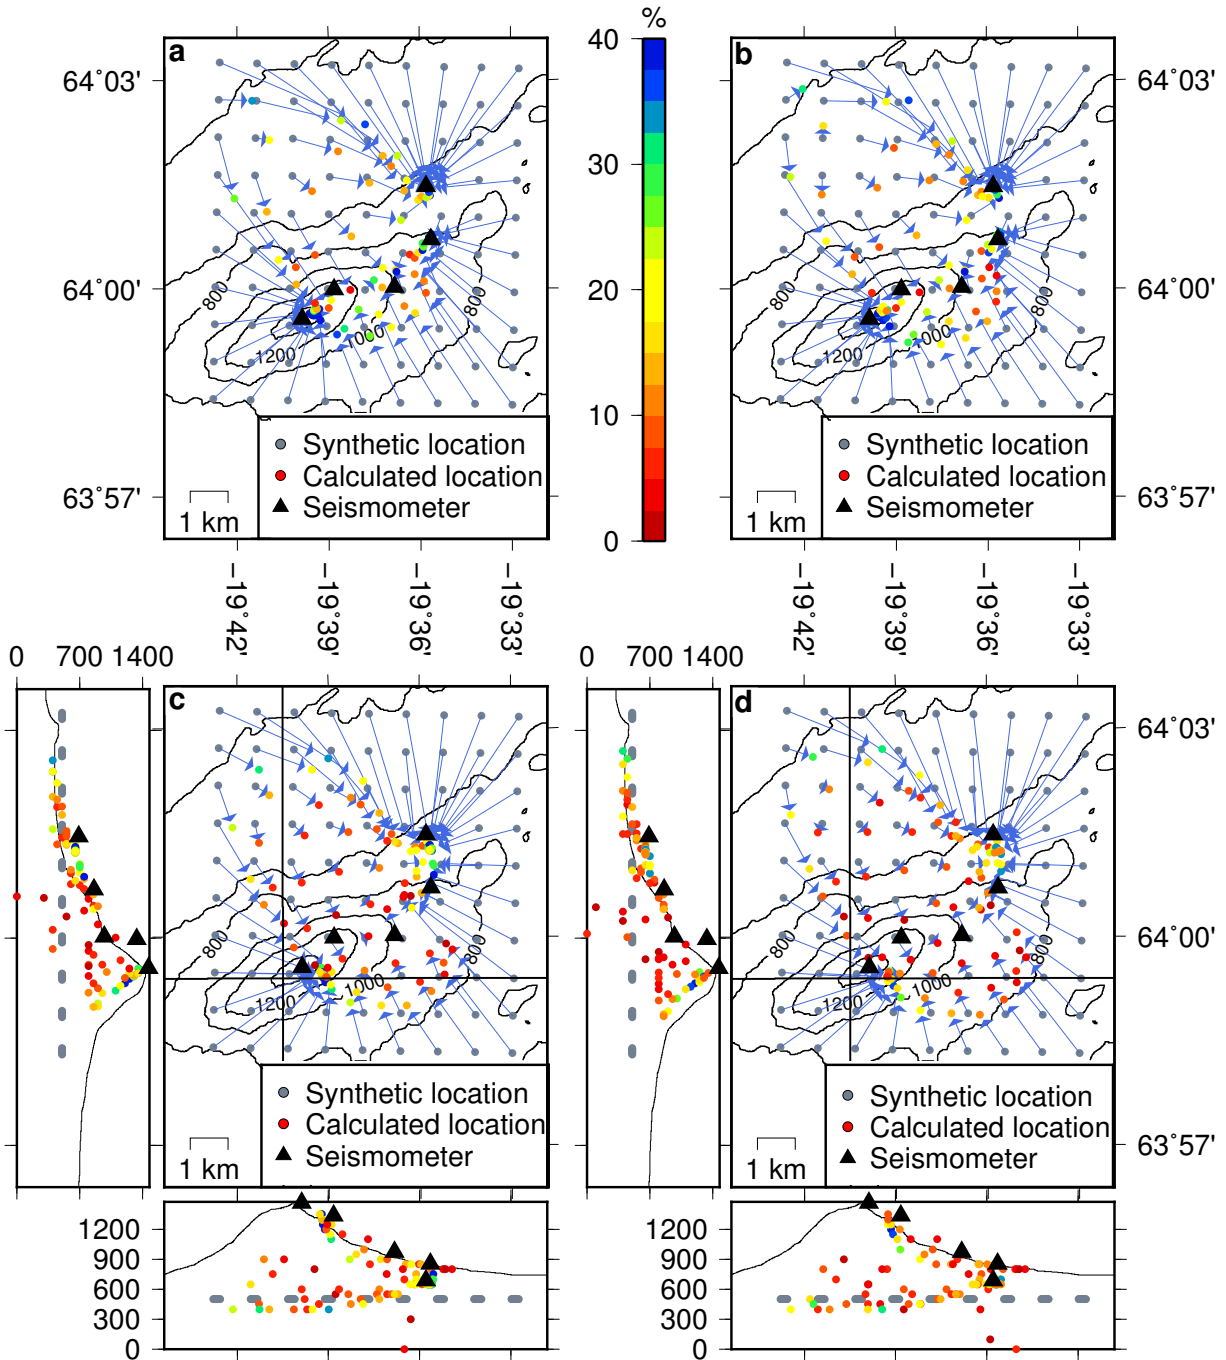 %
40
30
20
10
0
a
64°03'
64°00'
63°57'
800
1000
1200
800
Synthetic location
Calculated location
Seismometer
1 km
−19°42'
−19°39'
−19°36'
−19°33'
b
64°03'
64°00'
63°57'
800
1000
1200
800
Synthetic location
Calculated location
Seismometer
1 km
−19°42'
−19°39'
−19°36'
−19°33'
0 700 1400
c
800
1000
1200
800
Synthetic location
Calculated location
Seismometer
1 km
1200
900
600
300
0
0 700 1400
d
64°03'
64°00'
63°57'
800
1000
1200
800
Synthetic location
Calculated location
Seismometer
1 km
1200
900
600
300
0